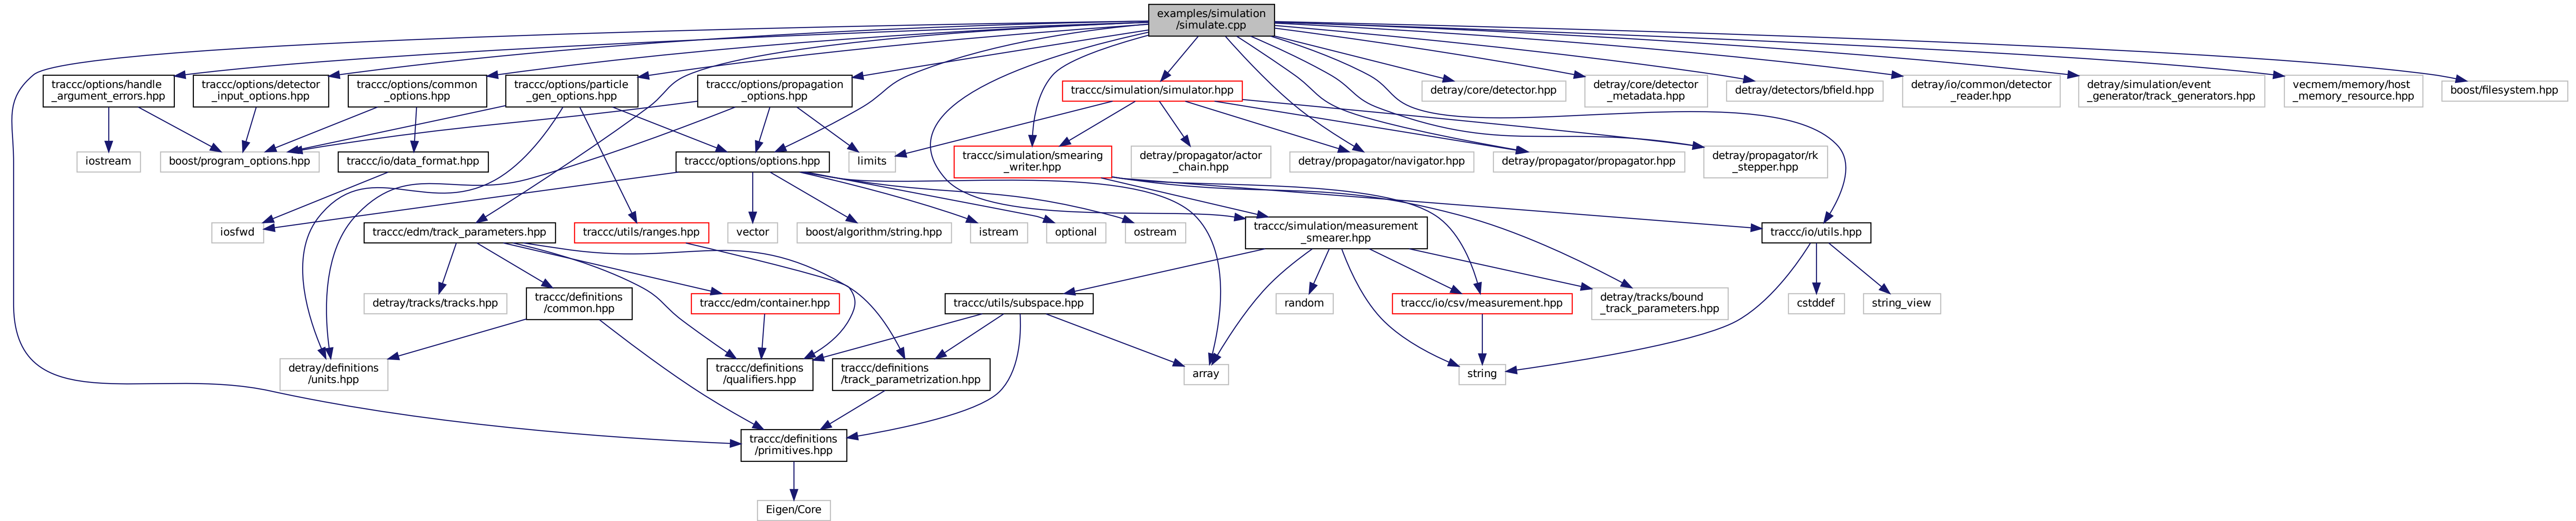 examples/simulation
/simulate.cpp
traccc/options/handle
_argument_errors.hpp
traccc/options/detector
_input_options.hpp
traccc/options/common
_options.hpp
traccc/options/particle
_gen_options.hpp
traccc/options/propagation
_options.hpp
traccc/simulation/simulator.hpp
detray/core/detector.hpp
detray/core/detector
_metadata.hpp
detray/detectors/bfield.hpp
detray/io/common/detector
_reader.hpp
detray/simulation/event
_generator/track_generators.hpp
vecmem/memory/host
_memory_resource.hpp
boost/filesystem.hpp
iostream
boost/program_options.hpp
traccc/io/data_format.hpp
traccc/options/options.hpp
limits
traccc/simulation/smearing
_writer.hpp
detray/propagator/actor
_chain.hpp
detray/propagator/navigator.hpp
detray/propagator/propagator.hpp
detray/propagator/rk
_stepper.hpp
iosfwd
traccc/edm/track_parameters.hpp
traccc/utils/ranges.hpp
vector
boost/algorithm/string.hpp
istream
optional
ostream
traccc/simulation/measurement
_smearer.hpp
traccc/io/utils.hpp
detray/tracks/tracks.hpp
traccc/definitions
/common.hpp
traccc/edm/container.hpp
traccc/utils/subspace.hpp
random
traccc/io/csv/measurement.hpp
detray/tracks/bound
_track_parameters.hpp
cstddef
string_view
detray/definitions
/units.hpp
traccc/definitions
/qualifiers.hpp
traccc/definitions
/track_parametrization.hpp
array
string
traccc/definitions
/primitives.hpp
Eigen/Core